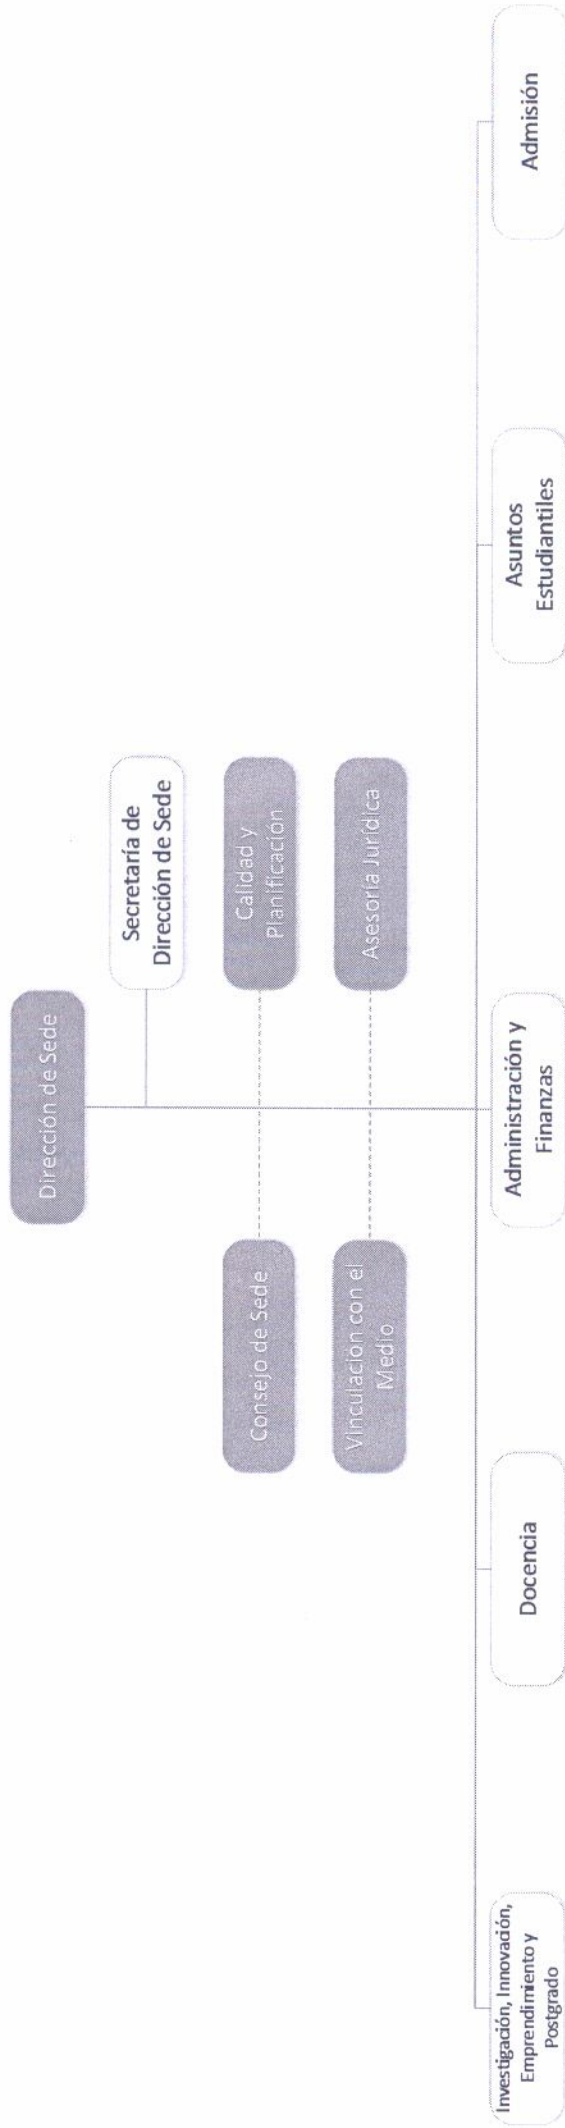 Dirección de Sede
Secretaría de
Dirección de Sede
Consejo de Sede
Calidad y
Planificación
Vinculación con el
Medio
Asesoría Jurídica
Investigación, Innovación,
Emprendimiento y
Postgrado
Docencia
Administración y
Finanzas
Asuntos
Estudiantiles
Admisión